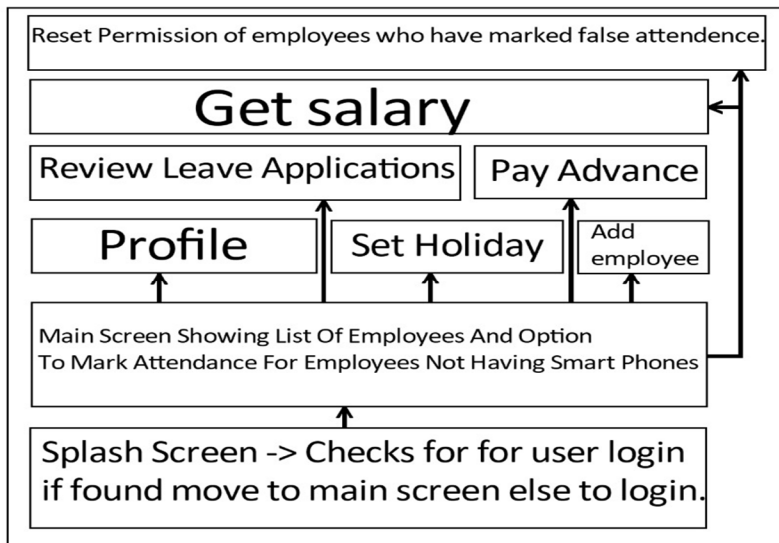 Reset Permission of employees who have marked false attendence.
Get salary
Review Leave Applications
Pay Advance
Profile
Set Holiday
Add
employee
Main Screen Showing List Of Employees And Option
To Mark Attendance For Employees Not Having Smart Phones
Splash Screen -> Checks for for user login
if found move to main screen else to login.